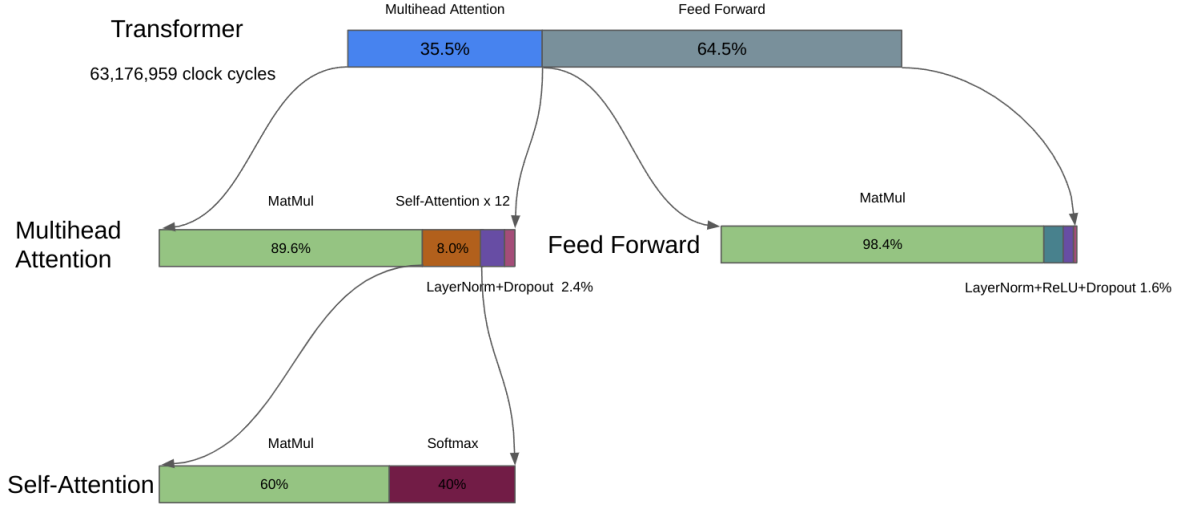 Multihead Attention
Feed Forward
Transformer
35.5%
64.5%
63,176,959 clock cycles
MatMul
Self-Attention x 12
MatMul
Multihead
Attention
89.6%
8.0%
Feed Forward
98.4%
LayerNorm+Dropout 2.4%
LayerNorm+ReLU+Dropout 1.6%
MatMul
Softmax
Self-Attention
60%
40%